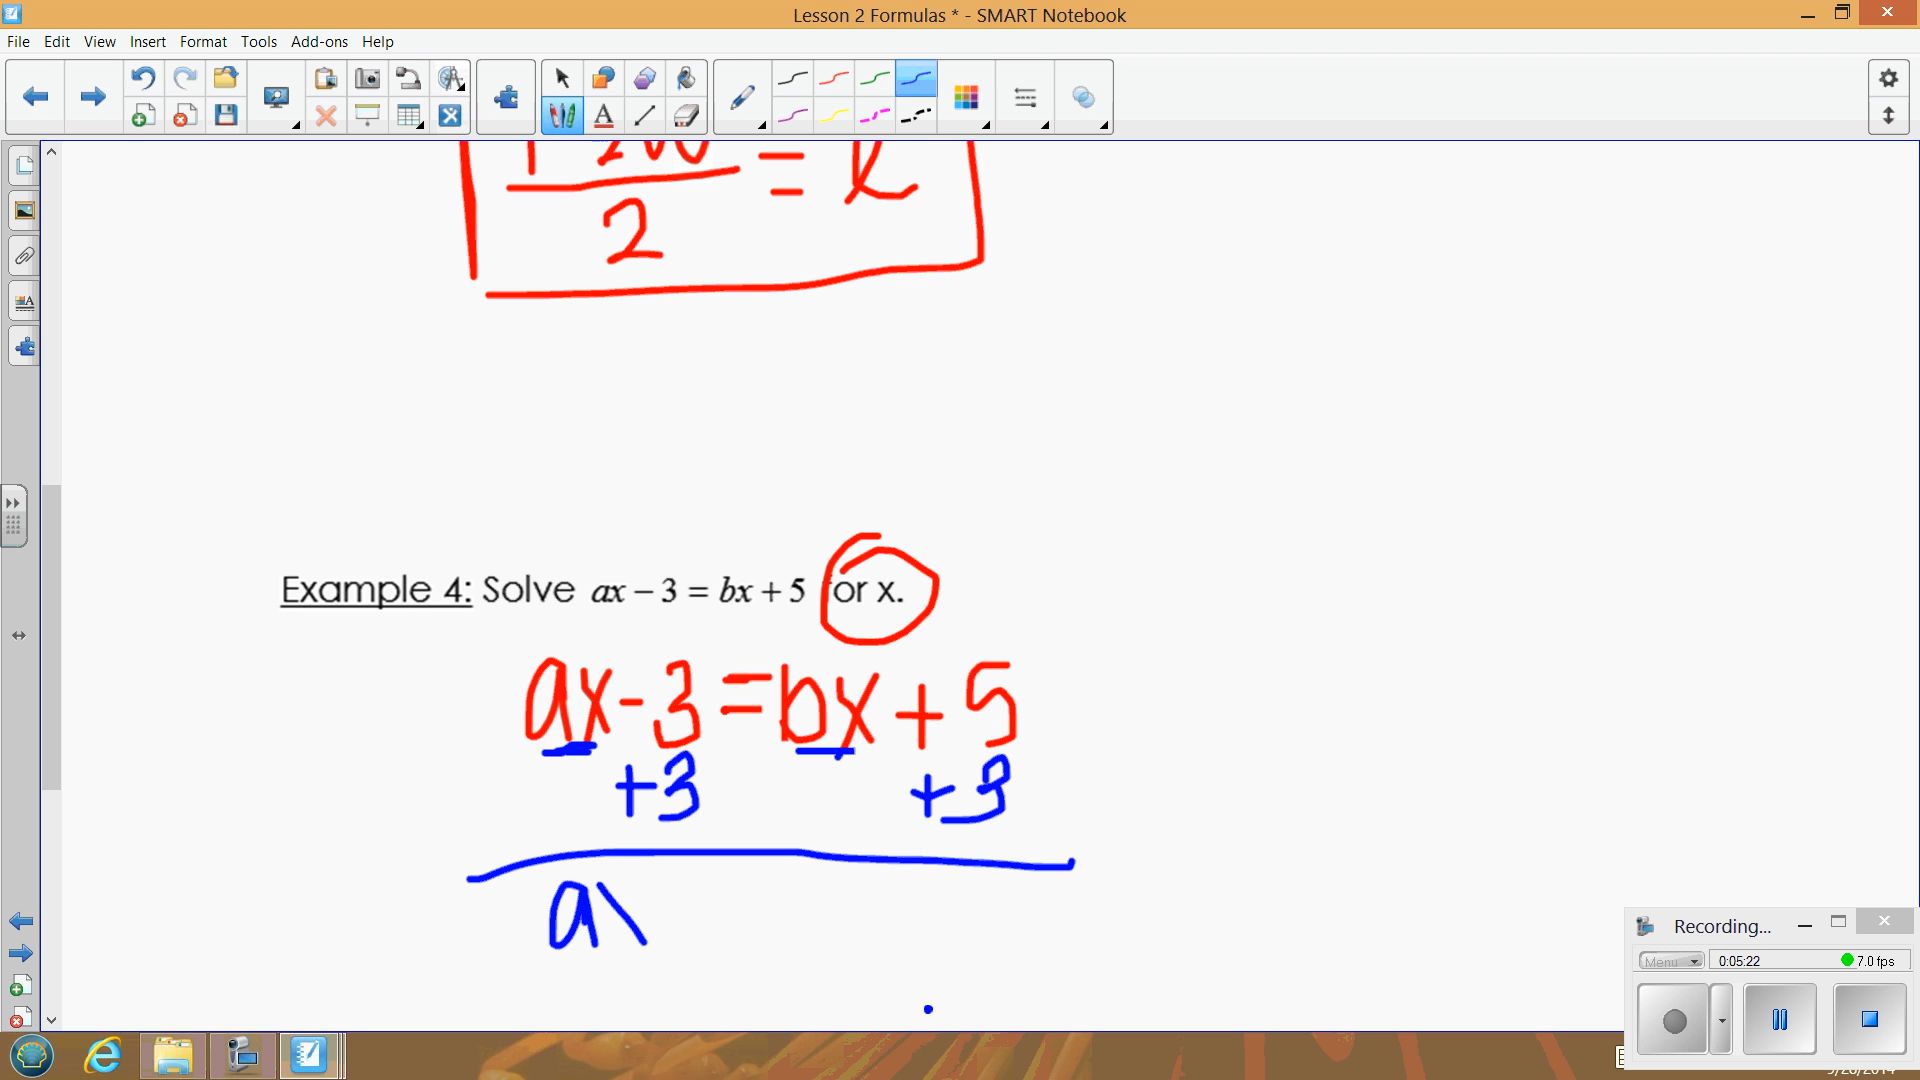 Lesson 2 Formulas * - SMART Notebook
File Edit View Insert Format Tools Add-ons Help
= l
2
Example 4: Solve ax − 3 = bx + 5 for x.
ax - 3 = bx + 5
+3 +3
a
Recording...
Menu 0:05:22 7.0 fps